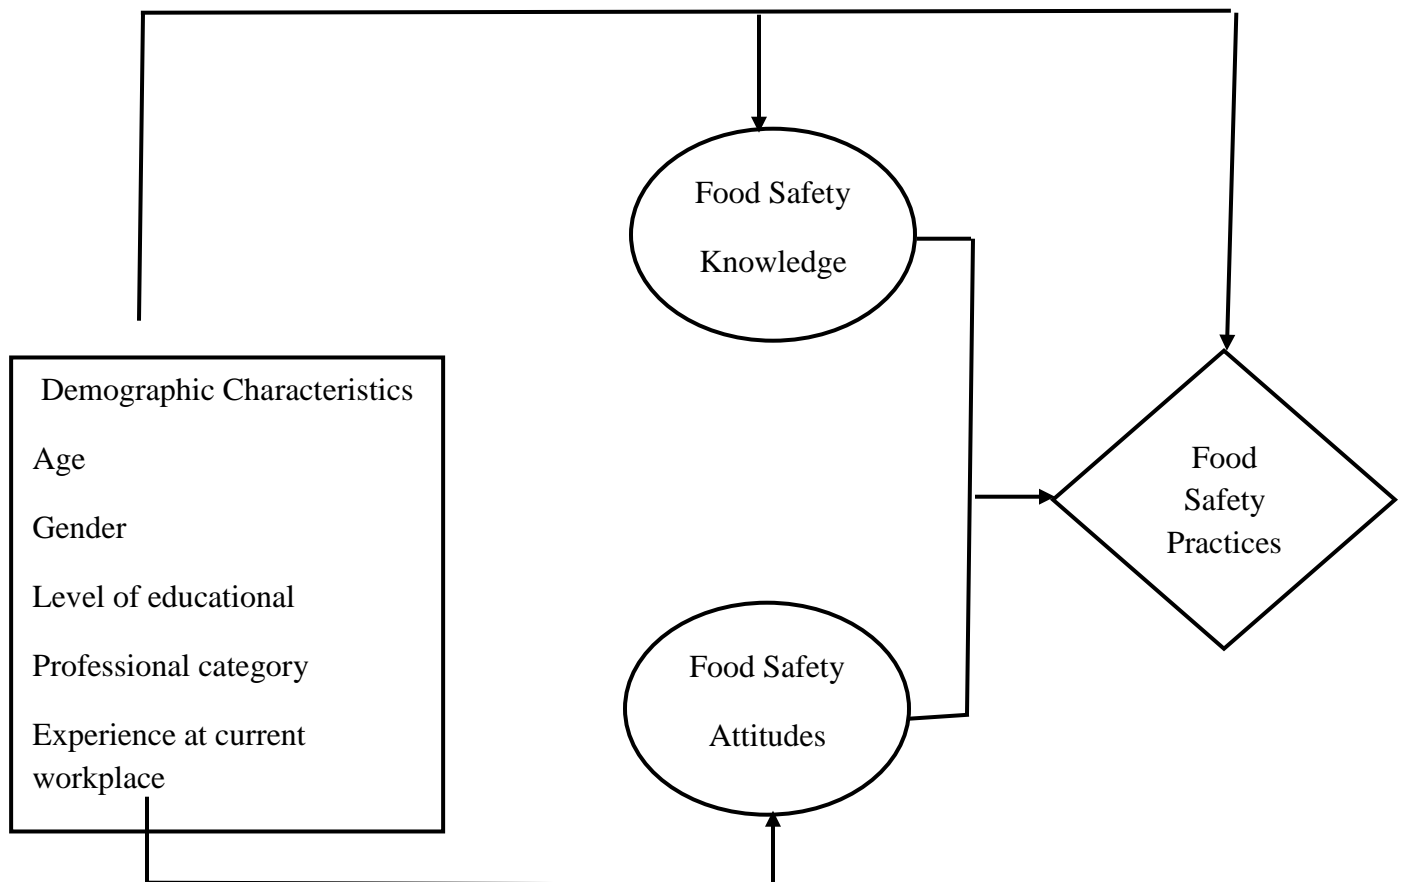 Food Safety
Knowledge
Demographic Characteristics
Age
Gender
Level of educational
Professional category
Experience at current
workplace
Food
Safety
Practices
Food Safety
Attitudes